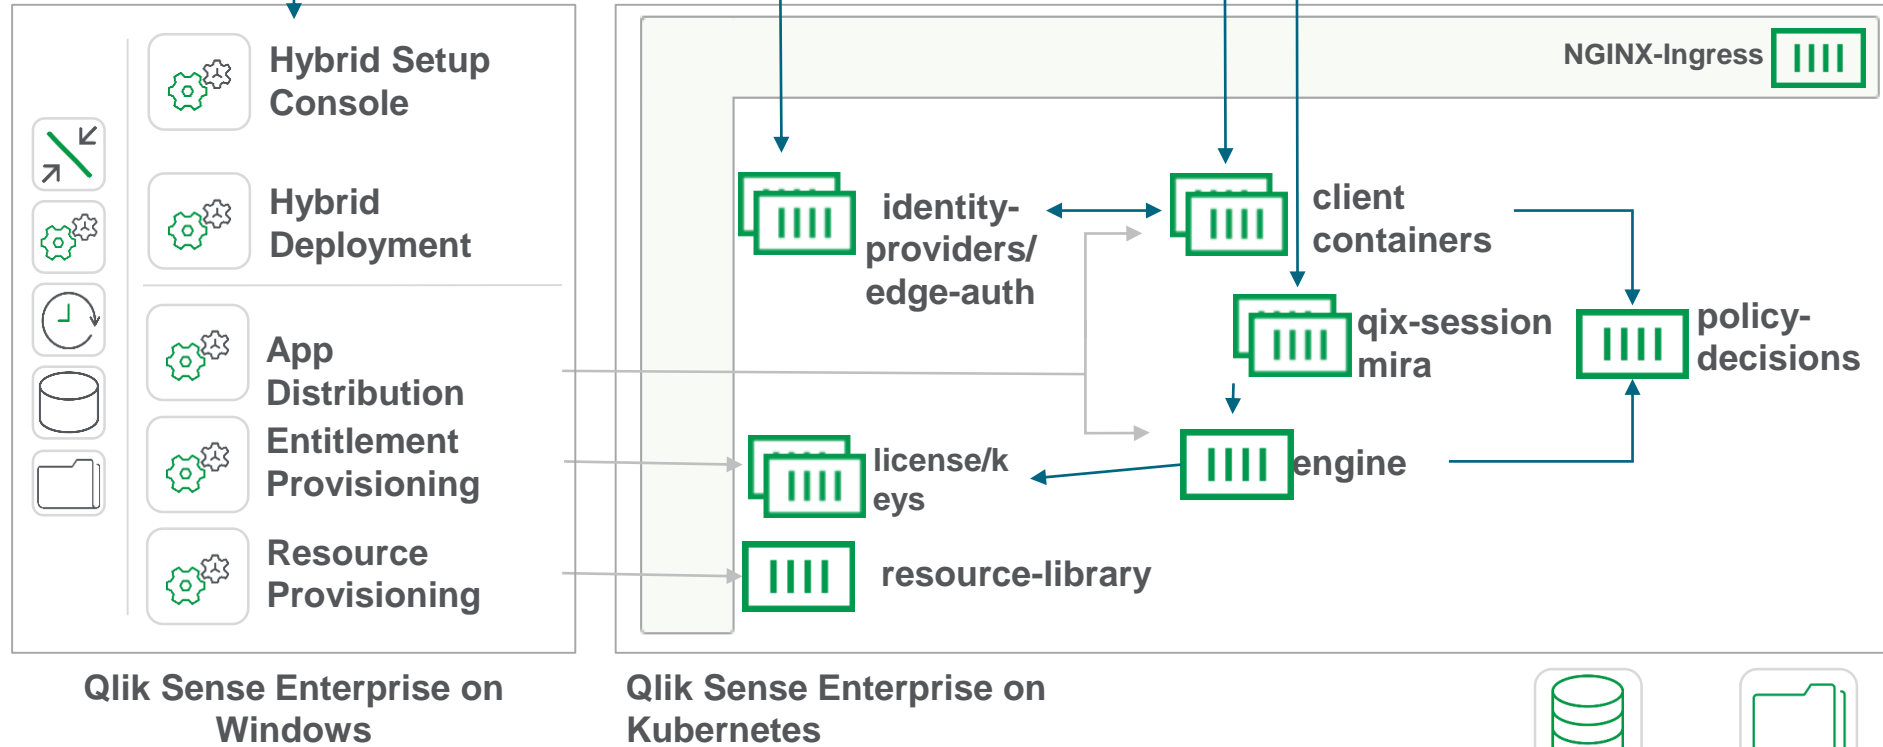 Hybrid Setup
Console
Hybrid
Deployment
App
Distribution
Entitlement
Provisioning
Resource
Provisioning
Qlik Sense Enterprise on
Windows
NGINX-Ingress
identity-
providers/
edge-auth
client
containers
qix-session
mira
policy-
decisions
license/k
eys
engine
resource-library
Qlik Sense Enterprise on
Kubernetes